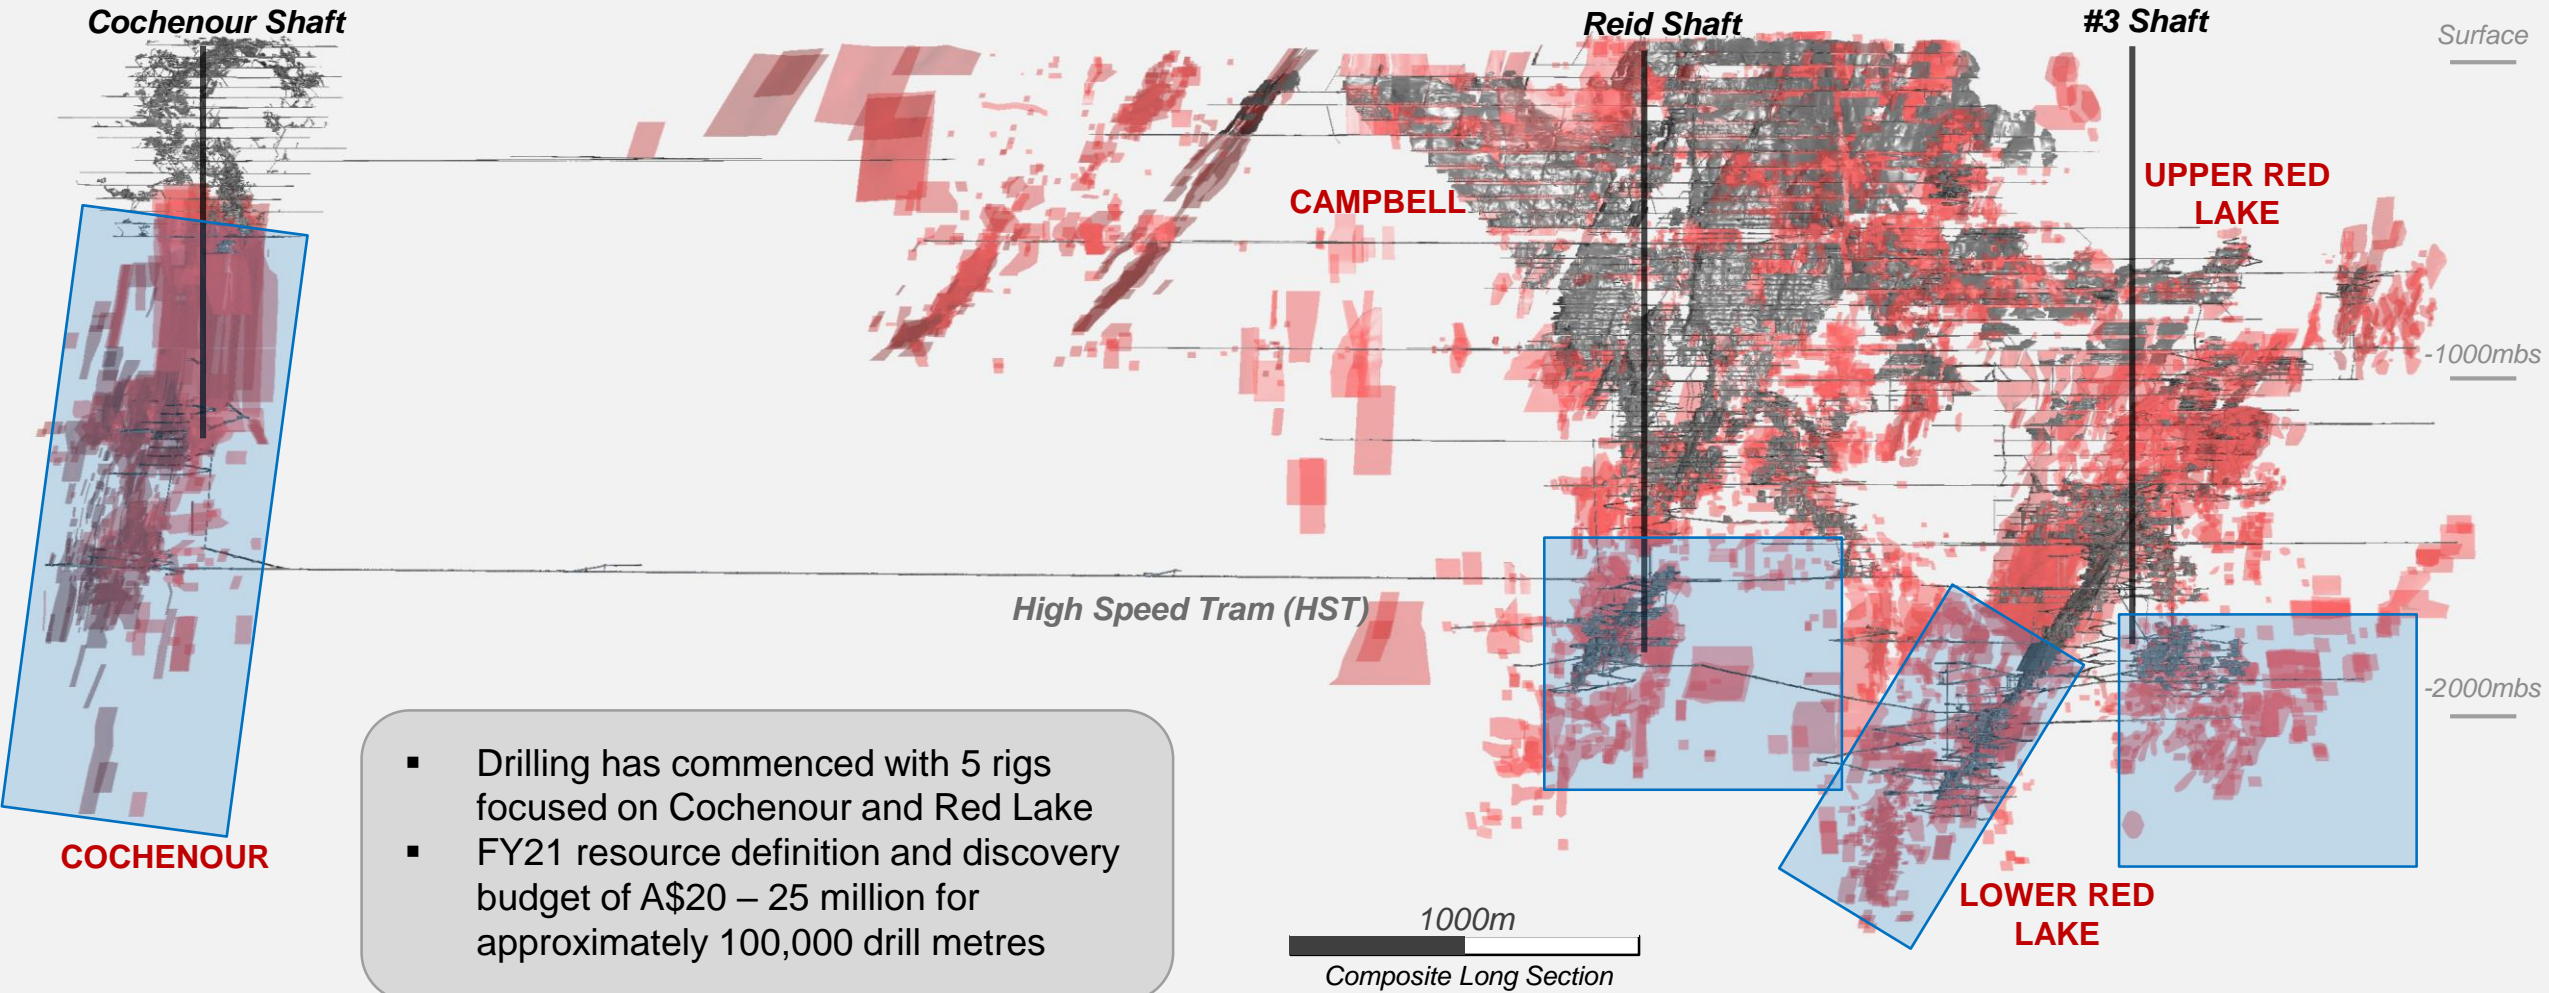 Cochenour Shaft
Reid Shaft
#3 Shaft
Surface
CAMPBELL
UPPER RED
LAKE
-1000mbs
High Speed Tram (HST)
-2000mbs
▪ Drilling has commenced with 5 rigs
focused on Cochenour and Red Lake
▪ FY21 resource definition and discovery
budget of A$20 – 25 million for
approximately 100,000 drill metres
COCHENOUR
LOWER RED
LAKE
1000m
Composite Long Section